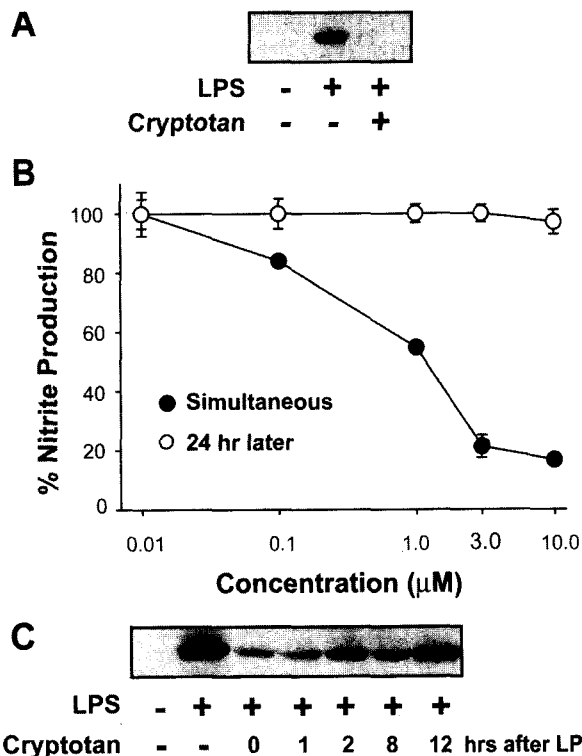 A
LPS - + +
Cryptotan - - +
B
% Nitrite Production
100
80
60
40
20
0
Simultaneous
24 hr later
0.01 0.1 1.0 3.0 10.0
Concentration (µM)
C
LPS - + + + + + +
Cryptotan - - 0 1 2 8 12 hrs after LP